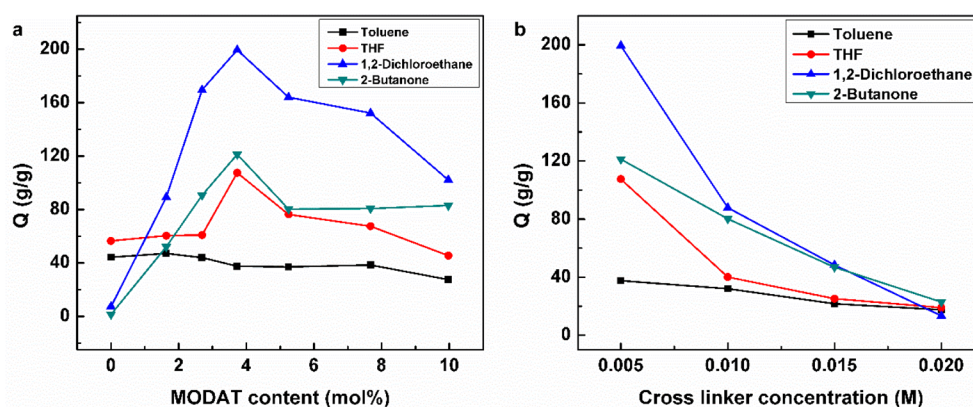 a
Toluene
THF
1,2-Dichloroethane
2-Butanone
200
160
120
80
40
0
Q (g/g)
0 2 4 6 8 10
MODAT content (mol%)
b
Toluene
THF
1,2-Dichloroethane
2-Butanone
200
160
120
80
40
0
Q (g/g)
0.005 0.010 0.015 0.020
Cross linker concentration (M)